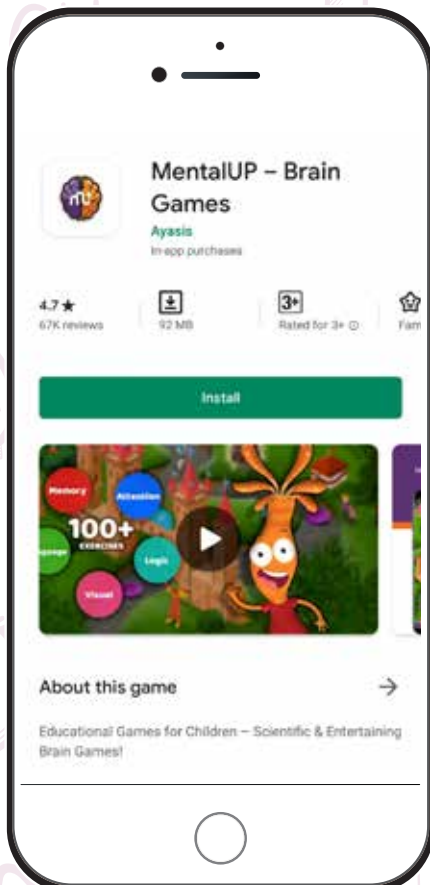 MentalUP – Brain
Games
Ayasis
In-app purchases
4.7★
67K reviews
92 MB
3+
Rated for 3+
Fam
Install
Memory
Attention
100+
EXERCISES
Logic
Visual
About this game
Educational Games for Children – Scientific & Entertaining
Brain Games!